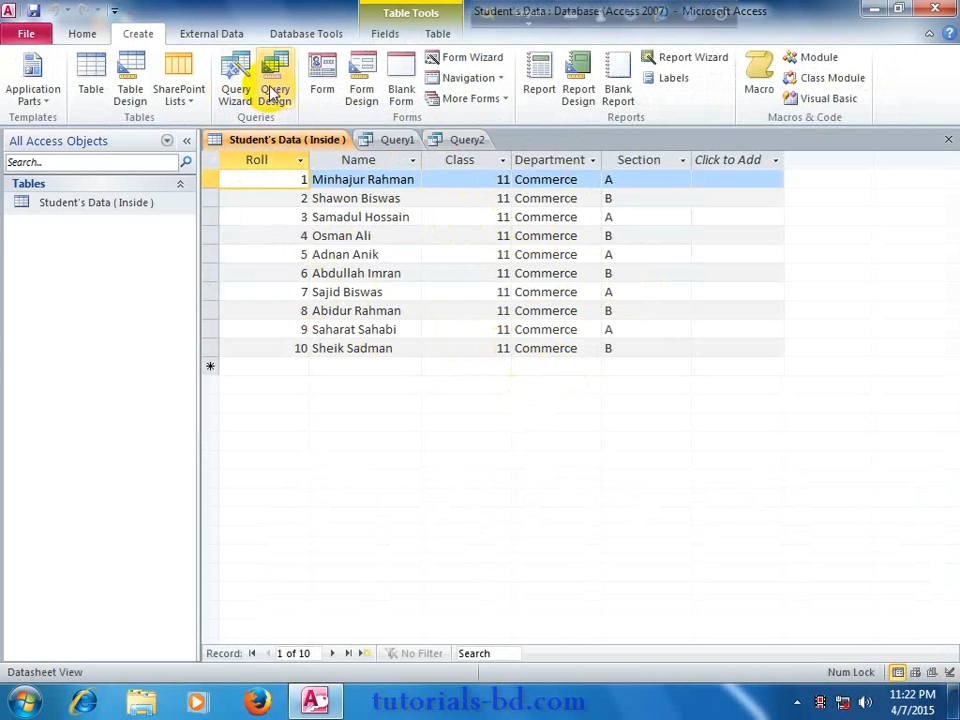 Table Tools
Student's Data : Database (Access 2007) - Microsoft Access
File Home Create External Data Database Tools Fields Table
Application Parts
Table
Table Design
SharePoint Lists
Query Wizard
Query Design
Form
Form Design
Blank Form
Form Wizard
Navigation
More Forms
Report
Report Design
Blank Report
Report Wizard
Labels
Macro
Module
Class Module
Visual Basic
Templates Tables Queries Forms Reports Macros & Code
All Access Objects
Search...
Tables
Student's Data ( Inside )
Student's Data ( Inside ) Query1 Query2
Roll Name Class Department Section Click to Add
1 Minhajur Rahman 11 Commerce A
2 Shawon Biswas 11 Commerce B
3 Samadul Hossain 11 Commerce A
4 Osman Ali 11 Commerce B
5 Adnan Anik 11 Commerce A
6 Abdullah Imran 11 Commerce B
7 Sajid Biswas 11 Commerce A
8 Abidur Rahman 11 Commerce B
9 Saharat Sahabi 11 Commerce A
10 Sheik Sadman 11 Commerce B
Record: 1 of 10 No Filter Search
Datasheet View Num Lock
tutorials-bd.com
11:22 PM
4/7/2015